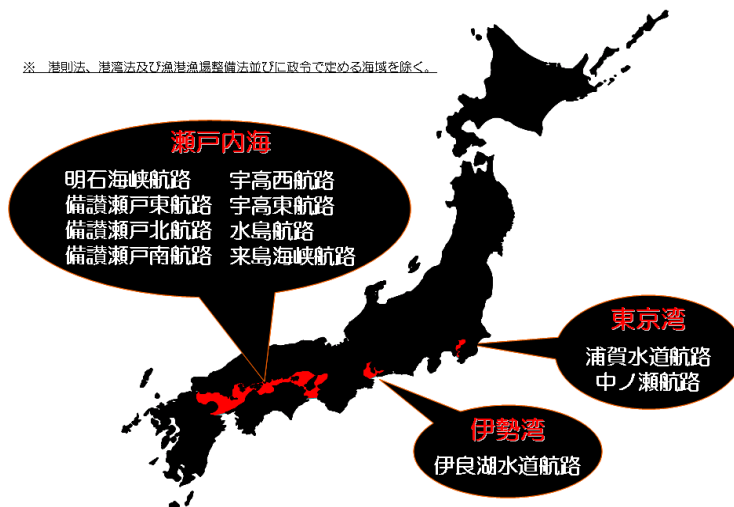 ※　港則法、港湾法及び漁港漁場整備法並びに政令で定める海域を除く。
瀬戸内海
明石海峡航路　宇高西航路
備讃瀬戸東航路　宇高東航路
備讃瀬戸北航路　水島航路
備讃瀬戸南航路　来島海峡航路
東京湾
浦賀水道航路
中ノ瀬航路
伊勢湾
伊良湖水道航路